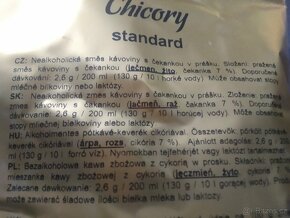 Chicory
standard
CZ: Nealkoholická směs kávoviny s čekankou v prášku. Složení: pražená
směs kávoviny s čekankou (ječmen, žito, čekanka 7 %). Doporučené
dávkování: 2,6 g / 200 ml (130 g / 10 l horké vody). Může obsahovat stopy
mléčné bílkoviny nebo laktózy.
SK: Nealkoholická zmes kávoviny s čakankou v prášku. Zloženie: pražená
zmes kávoviny s čakankou (jačmeň, raž, čakanka 7 %). Doporučené
dávkovanie: 2,6 g / 200 ml (130 g / 10 l horúcej vody). Môže obsahovať
stopy mliečnej bielkoviny alebo laktózy.
HU: Alkoholmentes pótkávé-keverék cikóriával. Összetevők:
pótkávé-keverék cikóriával (árpa, rozs, cikória 7 %). Ajánlott adagolás: 2,6 g
/ 200 ml (130 g / 10 l forró víz). Nyomokban tejfehérjét vagy laktózt
PL: Bezalkoholowa kawa zbożowa z cykorią w proszku. Skład:
mieszanka kawy zbożowej z cykorią (jęczmień, żyto, cykoria 7
Zalecane dawkowanie: 2,6 g / 200 ml (130 g / 10 l gorącej wody).
zawierać śladowe ilości białka mleka lub laktozy.